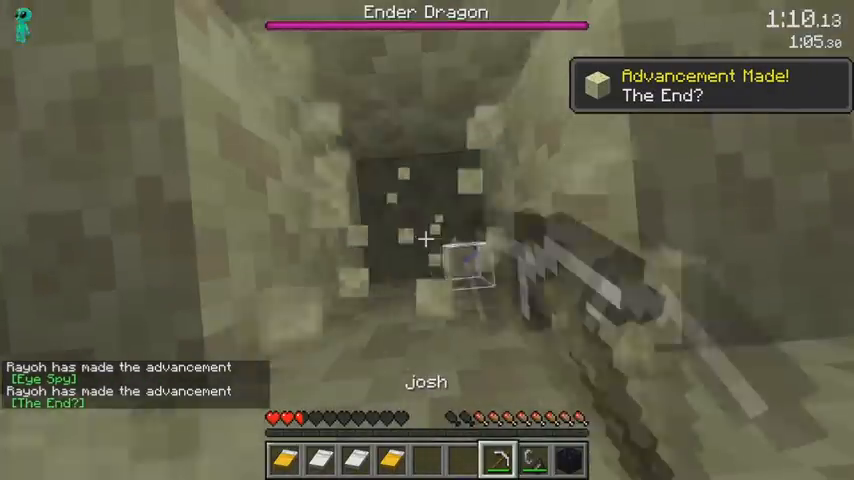 Ender Dragon
1:10.13
1:05.30
Advancement Made!
The End?
Rayoh has made the advancement
[Eye Spy]
Rayoh has made the advancement
[The End?]
josh